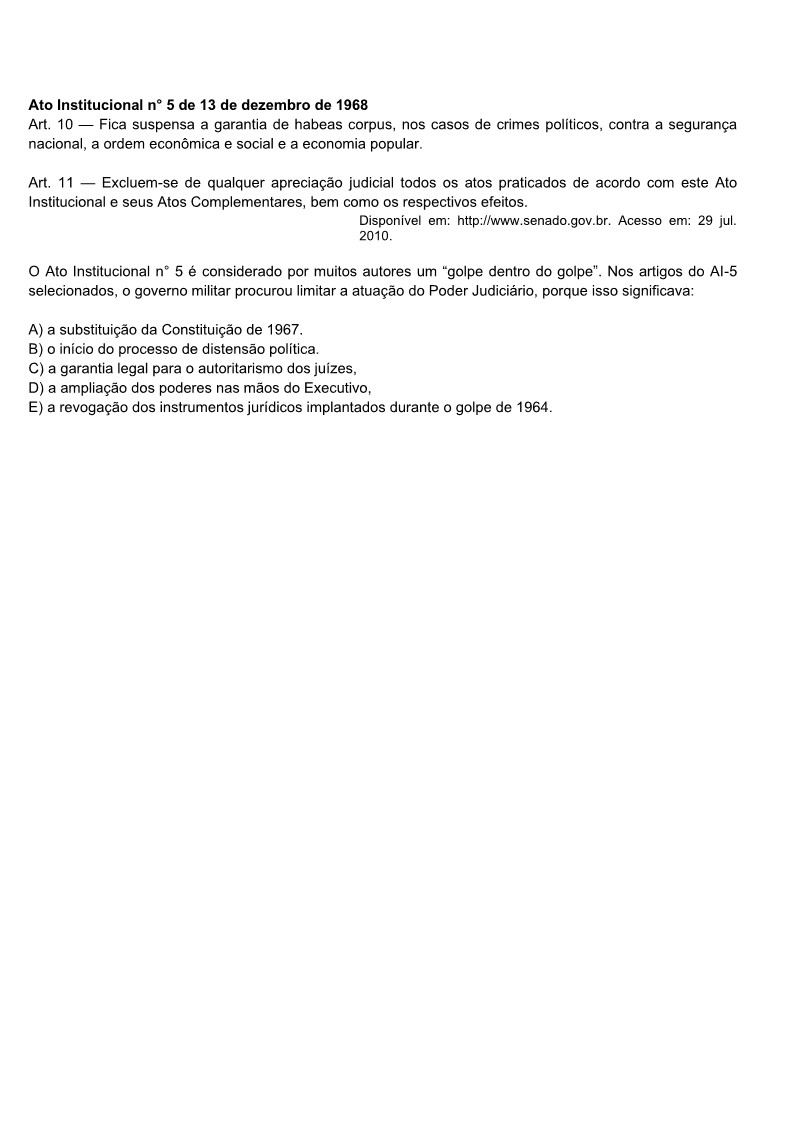 Ato Institucional n° 5 de 13 de dezembro de 1968
Art. 10 — Fica suspensa a garantia de habeas corpus, nos casos de crimes políticos, contra a segurança
nacional, a ordem econômica e social e a economia popular.
Art. 11 — Excluem-se de qualquer apreciação judicial todos os atos praticados de acordo com este Ato
Institucional e seus Atos Complementares, bem como os respectivos efeitos.
Disponível em: http://www.senado.gov.br. Acesso em: 29 jul.
2010.
O Ato Institucional n° 5 é considerado por muitos autores um “golpe dentro do golpe”. Nos artigos do AI-5
selecionados, o governo militar procurou limitar a atuação do Poder Judiciário, porque isso significava:
A) a substituição da Constituição de 1967.
B) o início do processo de distensão política.
C) a garantia legal para o autoritarismo dos juízes,
D) a ampliação dos poderes nas mãos do Executivo,
E) a revogação dos instrumentos jurídicos implantados durante o golpe de 1964.